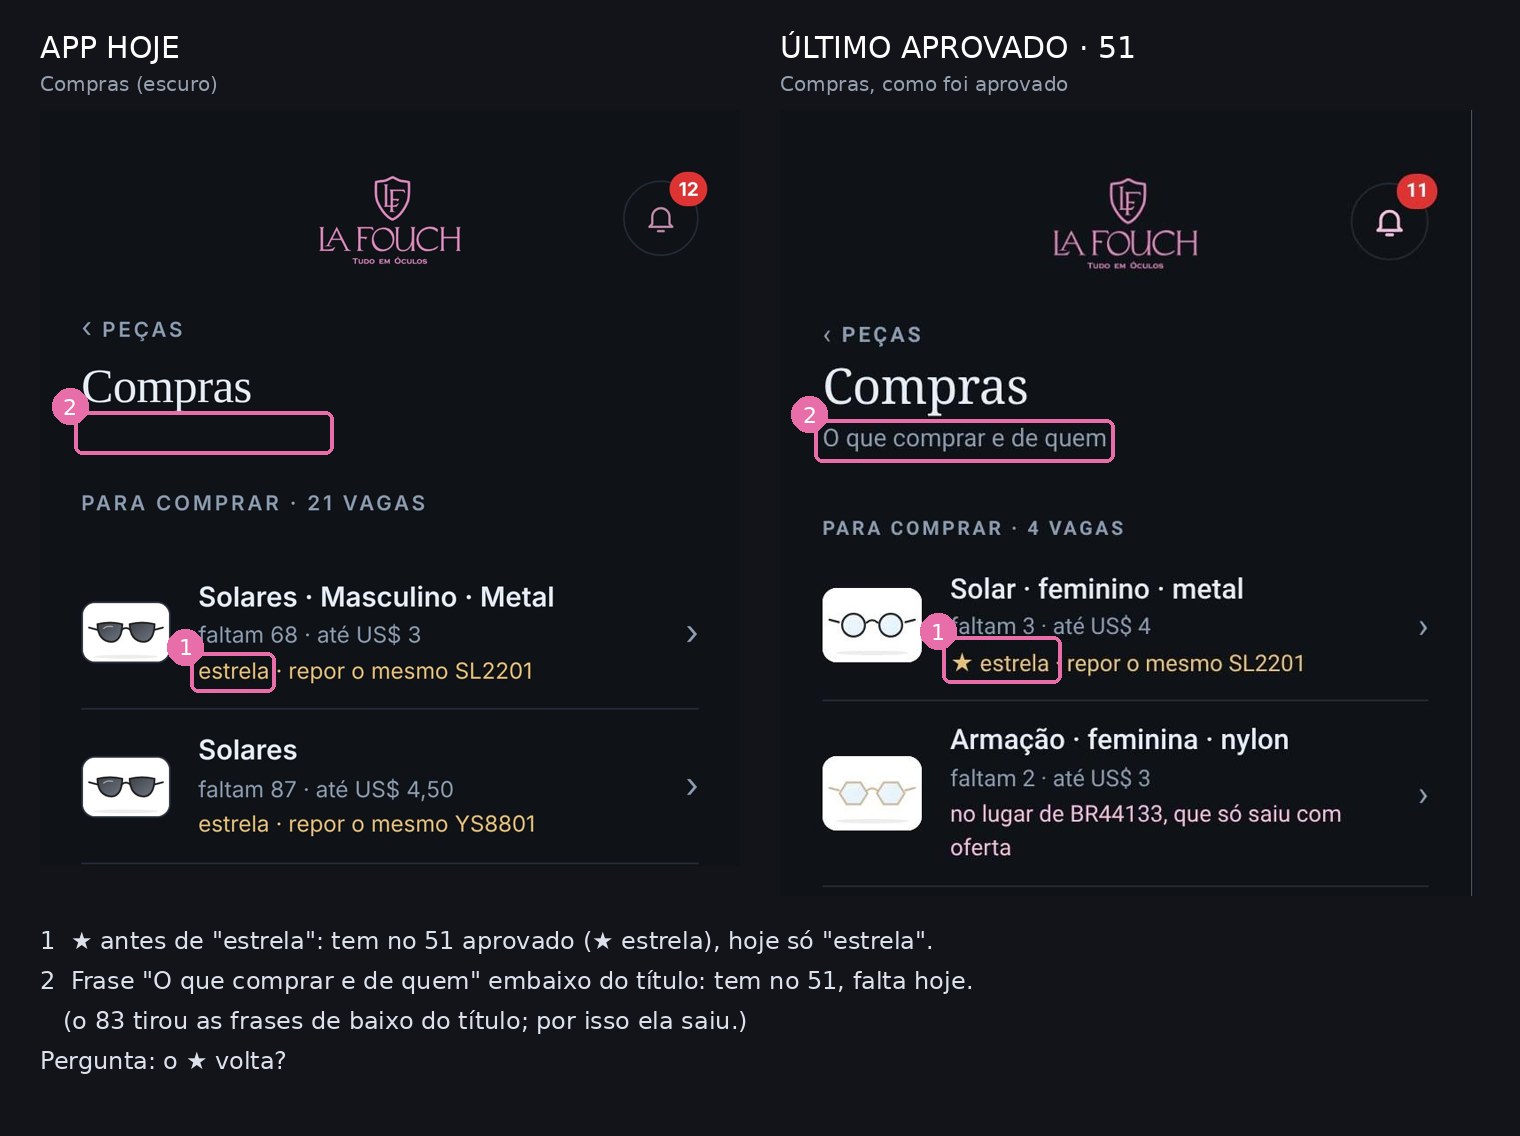 APP HOJE
Compras (escuro)
LF
LA FOUCH
TUDO EM ÓCULOS
12
‹ PEÇAS
Compras
2
PARA COMPRAR · 21 VAGAS
Solares · Masculino · Metal
faltam 68 · até US$ 3
1
estrela · repor o mesmo SL2201
›
Solares
faltam 87 · até US$ 4,50
estrela · repor o mesmo YS8801
›
ÚLTIMO APROVADO · 51
Compras, como foi aprovado
LF
LA FOUCH
TUDO EM ÓCULOS
11
‹ PEÇAS
Compras
2
O que comprar e de quem
PARA COMPRAR · 4 VAGAS
Solar · feminino · metal
faltam 3 · até US$ 4
1
★ estrela · repor o mesmo SL2201
›
Armação · feminina · nylon
faltam 2 · até US$ 3
no lugar de BR44133, que só saiu com
oferta
›
1 ★ antes de "estrela": tem no 51 aprovado (★ estrela), hoje só "estrela".
2 Frase "O que comprar e de quem" embaixo do título: tem no 51, falta hoje.
(o 83 tirou as frases de baixo do título; por isso ela saiu.)
Pergunta: o ★ volta?